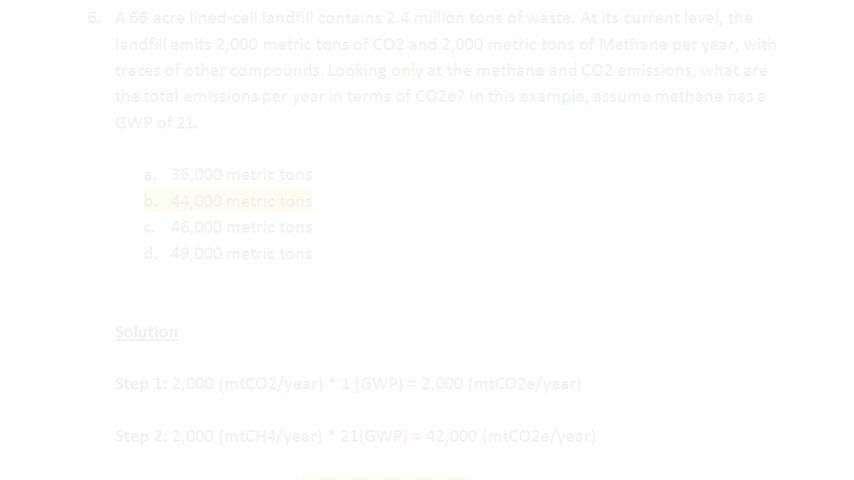 6. A 66 acre lined-cell landfill contains 2.4 million tons of waste. At its current level, the
landfill emits 2,000 metric tons of CO2 and 2,000 metric tons of Methane per year, with
traces of other compounds. Looking only at the methane and CO2 emissions, what are
the total emissions per year in terms of CO2e? In this example, assume methane has a
GWP of 21.
a. 36,000 metric tons
b. 44,000 metric tons
c. 46,000 metric tons
d. 49,000 metric tons
Solution
Step 1: 2,000 (mtCO2/year) * 1 (GWP) = 2,000 (mtCO2e/year)
Step 2: 2,000 (mtCH4/year) * 21(GWP) = 42,000 (mtCO2e/year)